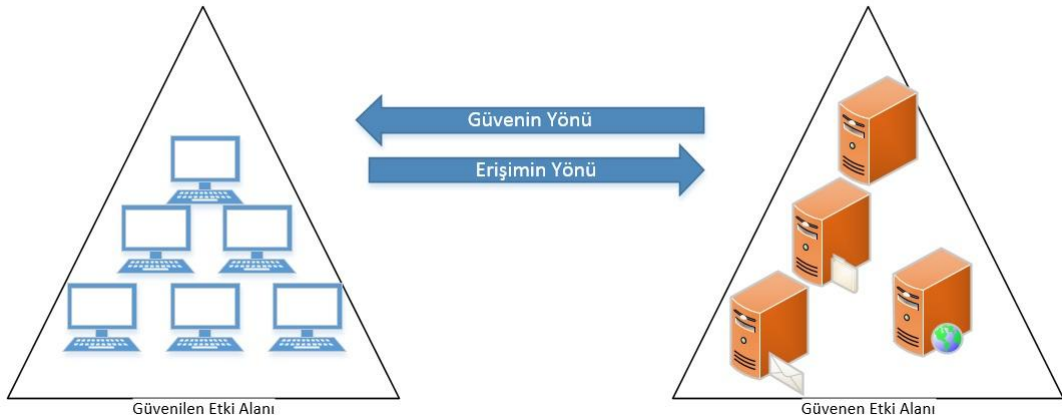 Güvenin Yönü
Erişimin Yönü
Güvenilen Etki Alanı
Güvenen Etki Alanı